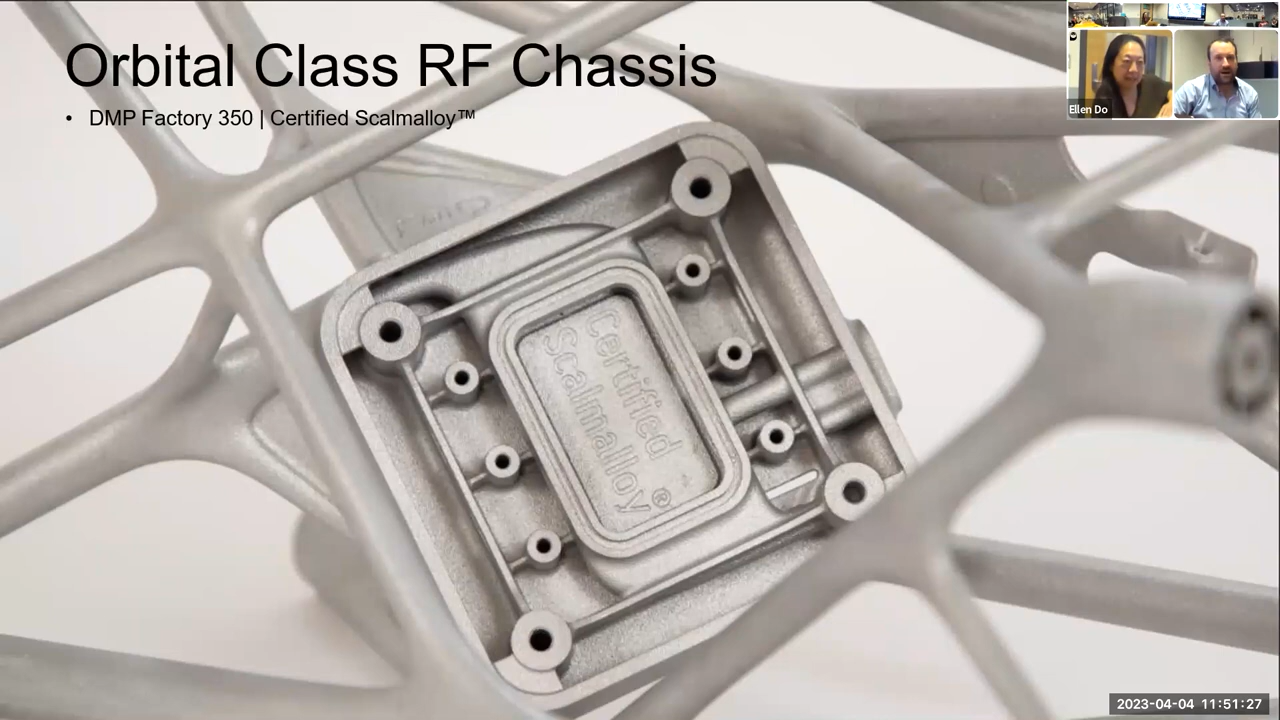 Orbital Class RF Chassis
• DMP Factory 350 | Certified Scalmalloy™
Ellen Do
Certified
Scalmalloy®
2023-04-04 11:51:27